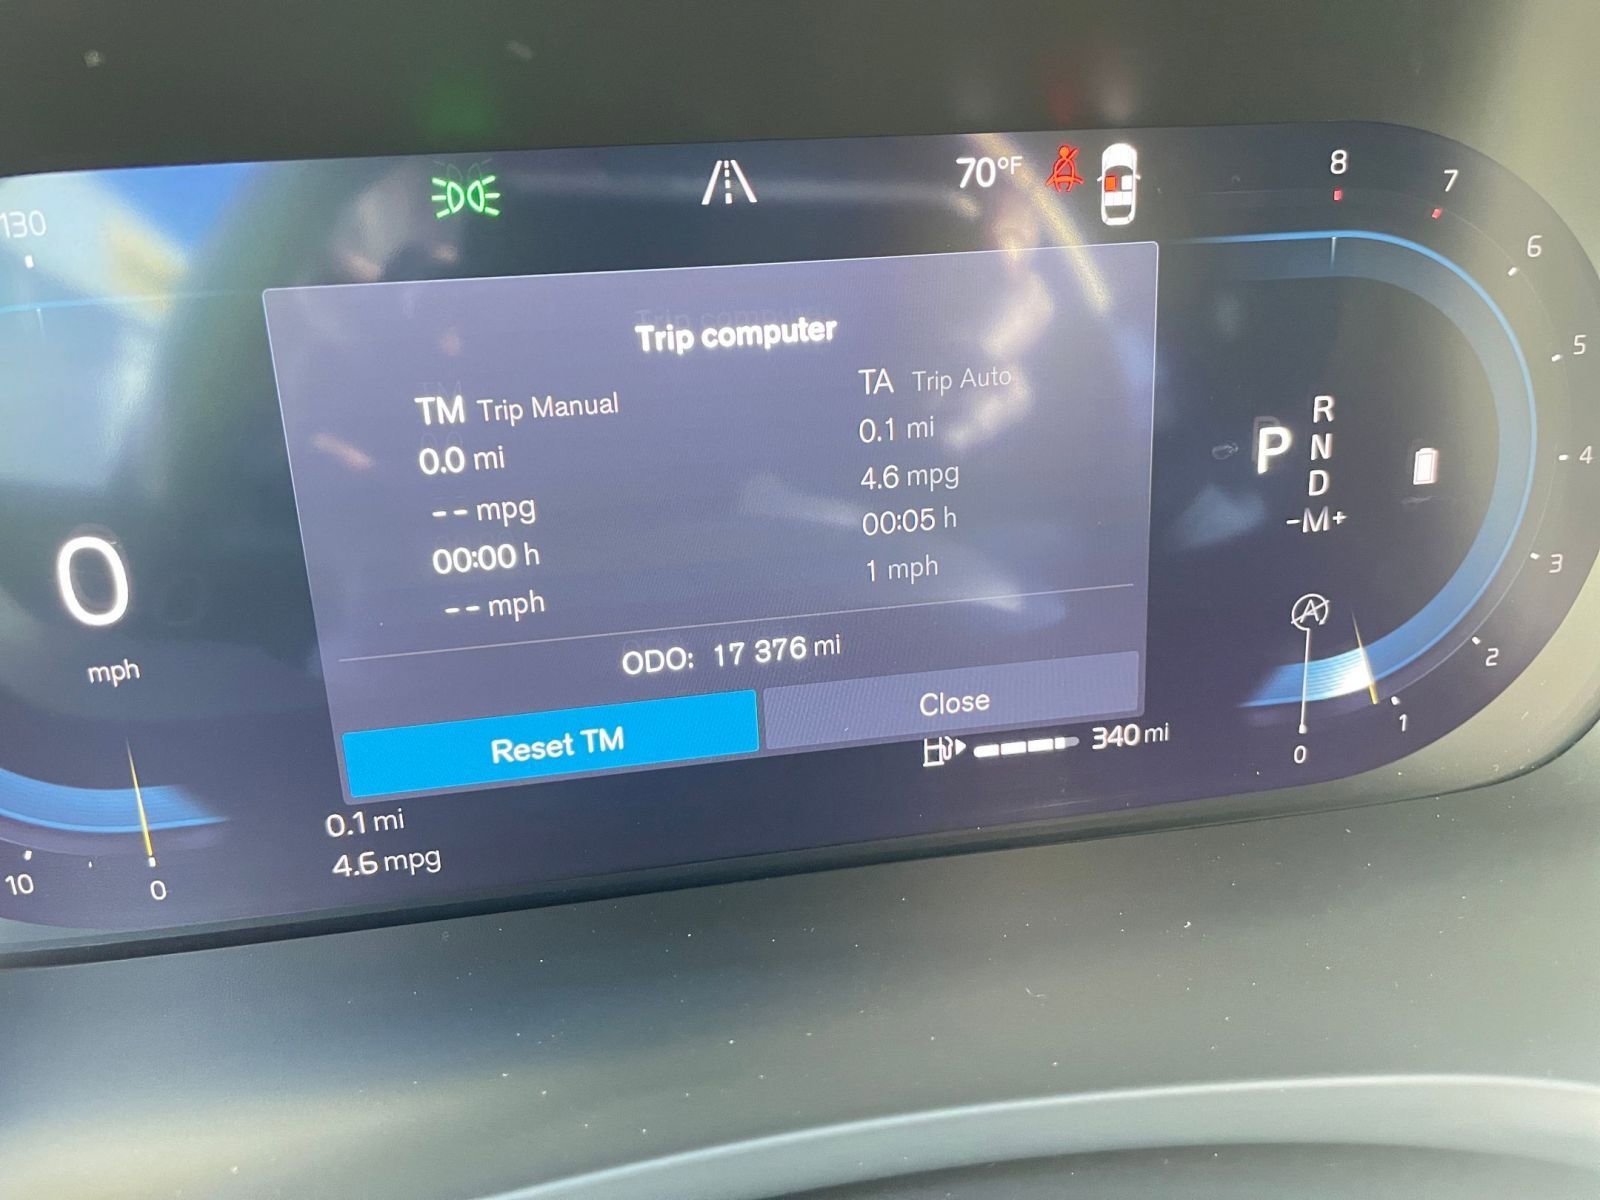 130
70°F
8
7
6
5
4
3
2
1
0
Trip computer
TM Trip Manual
0.0 mi
-- mpg
00:00 h
-- mph
TA Trip Auto
0.1 mi
4.6 mpg
00:05 h
1 mph
ODO: 17 376 mi
Reset TM
Close
0
mph
P
R
N
D
-M+
A
340 mi
0.1 mi
4.6 mpg
10
0